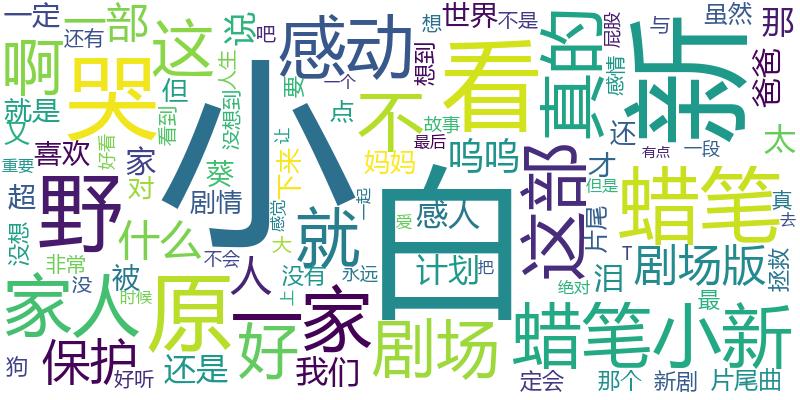 一定
一部
这
说
吧
感动
想
世界
不是
屁股
与
虽然
那
还有
啊
哭
想到
看
真的
感情
新
爸爸
就是
但
看到
没想到
人生
要
一个
点
不
故事
还
太
又
好看
喜欢
家
葵
让
下来
妈妈
最后
呜呜
才
有点
一段
重要
对
小
白
这部
但是
蜡笔
真
去
超
野
剧情
感觉
就
一起
爱
感人
片尾
没想
什么
大
不会
人
没有
永远
计划
把
泪
T
剧场版
拯救
非常
没
被
上
绝对
最
家人
时候
原
一家
好
剧场
蜡笔小新
狗
保护
好听
还是
我们
定会
那个
新剧
片尾曲